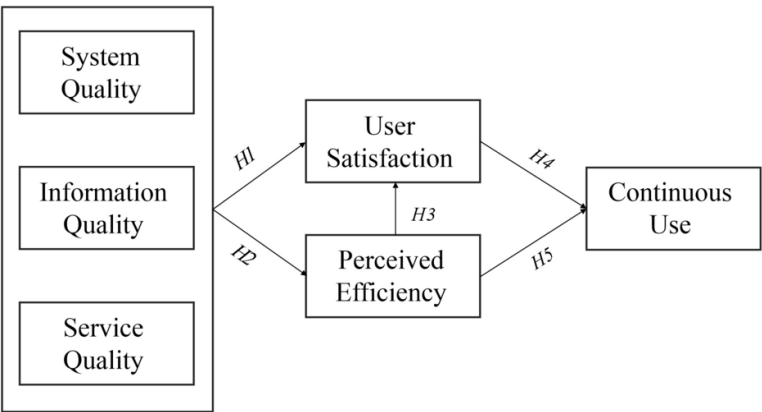 System
Quality
Information
Quality
Service
Quality
H1
H2
User
Satisfaction
H3
Perceived
Efficiency
H4
H5
Continuous
Use